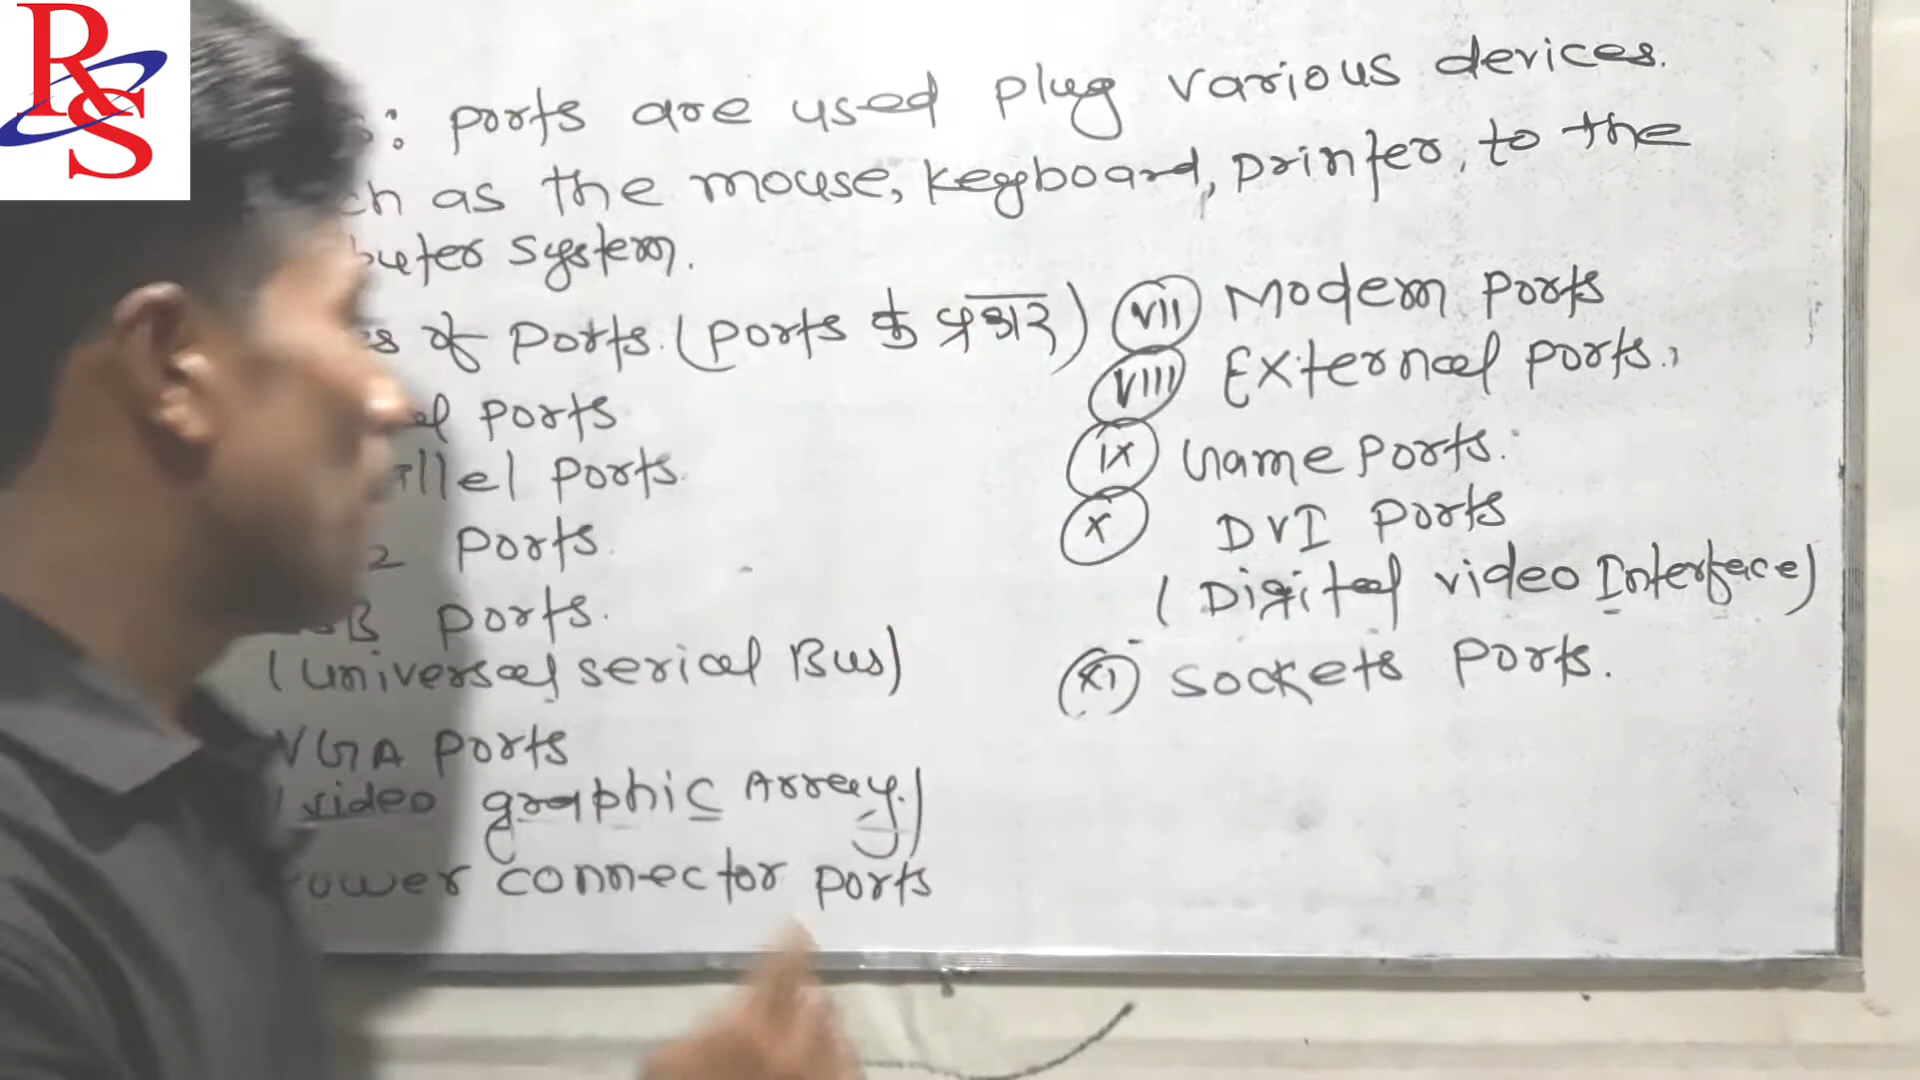 RS
: ports are used plug various devices.
as the mouse, keyboard, printer, to the
system.
of ports. (ports के प्रकार)
ports
ports.
2 ports.
ports.
(universal serial Bus)
VGA ports
(video graphic Array.)
connector ports
VII Modem ports
VIII External ports.,
IX Game ports.
X DVI ports
(Digital video Interface)
XI sockets ports.